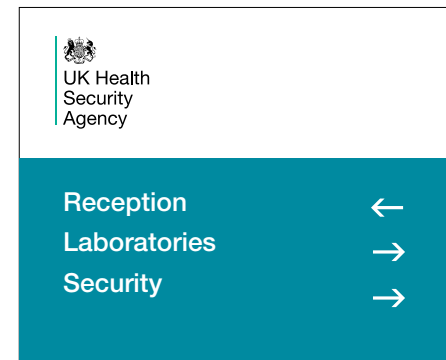 UK Health
Security
Agency
Reception ←
Laboratories →
Security →